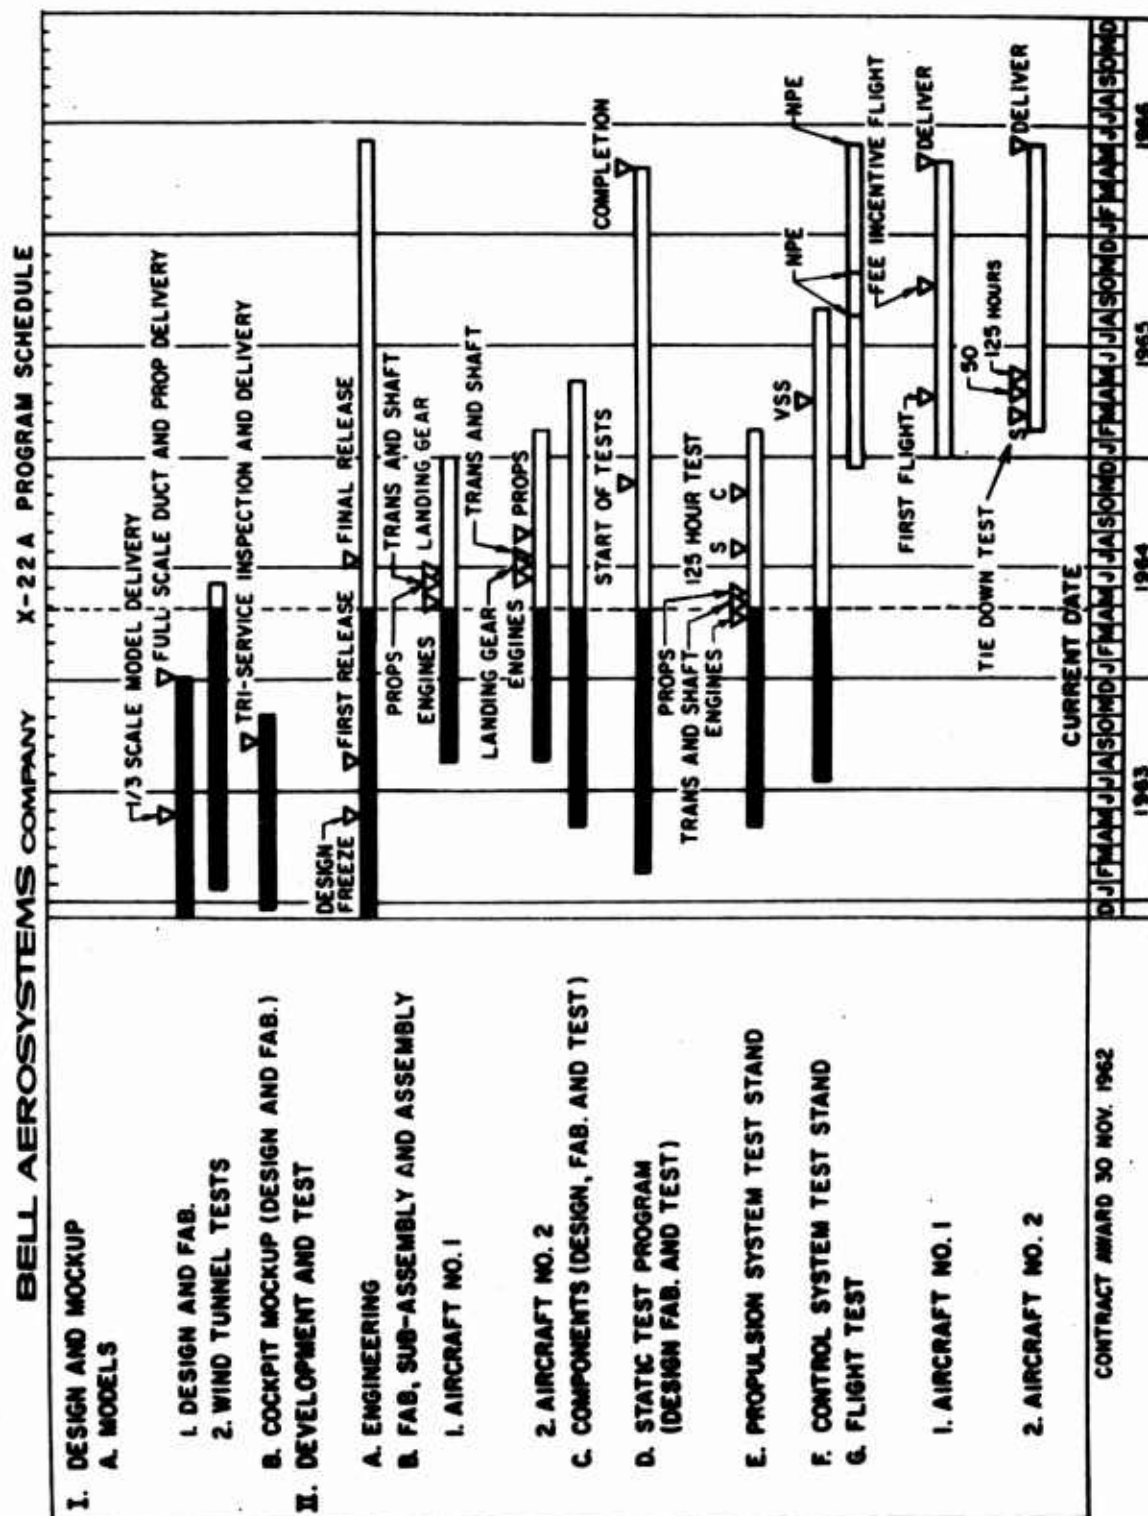 BELL AEROSYSTEMS COMPANY
X-22A PROGRAM SCHEDULE
I. DESIGN AND MOCKUP
A. MODELS
1/3 SCALE MODEL DELIVERY
FULL SCALE DUCT AND PROP DELIVERY
1. DESIGN AND FAB.
2. WIND TUNNEL TESTS
TRI-SERVICE INSPECTION AND DELIVERY
B. COCKPIT MOCKUP (DESIGN AND FAB.)
II. DEVELOPMENT AND TEST
DESIGN
FREEZE
FIRST RELEASE
FINAL RELEASE
A. ENGINEERING
B. FAB, SUB-ASSEMBLY AND ASSEMBLY
PROPS
TRANS AND SHAFT
ENGINES
LANDING GEAR
1. AIRCRAFT NO. 1
LANDING GEAR
TRANS AND SHAFT
ENGINES
PROPS
2. AIRCRAFT NO. 2
C. COMPONENTS (DESIGN, FAB. AND TEST)
START OF TESTS
COMPLETION
D. STATIC TEST PROGRAM
(DESIGN FAB. AND TEST)
PROPS
TRANS AND SHAFT
125 HOUR TEST
ENGINES
S C
E. PROPULSION SYSTEM TEST STAND
VSS
F. CONTROL SYSTEM TEST STAND
NPE
NPE
G. FLIGHT TEST
FEE INCENTIVE FLIGHT
FIRST FLIGHT
DELIVER
1. AIRCRAFT NO. 1
50
125 HOURS
TIE DOWN TEST
S
DELIVER
2. AIRCRAFT NO. 2
CURRENT DATE
CONTRACT AWARD 30 NOV. 1962
D J F M A M J J A S O N D J F M A M J J A S O N D J F M A M J J A S O N D J F M A M J J A S O N D
1963 1964 1965 1966